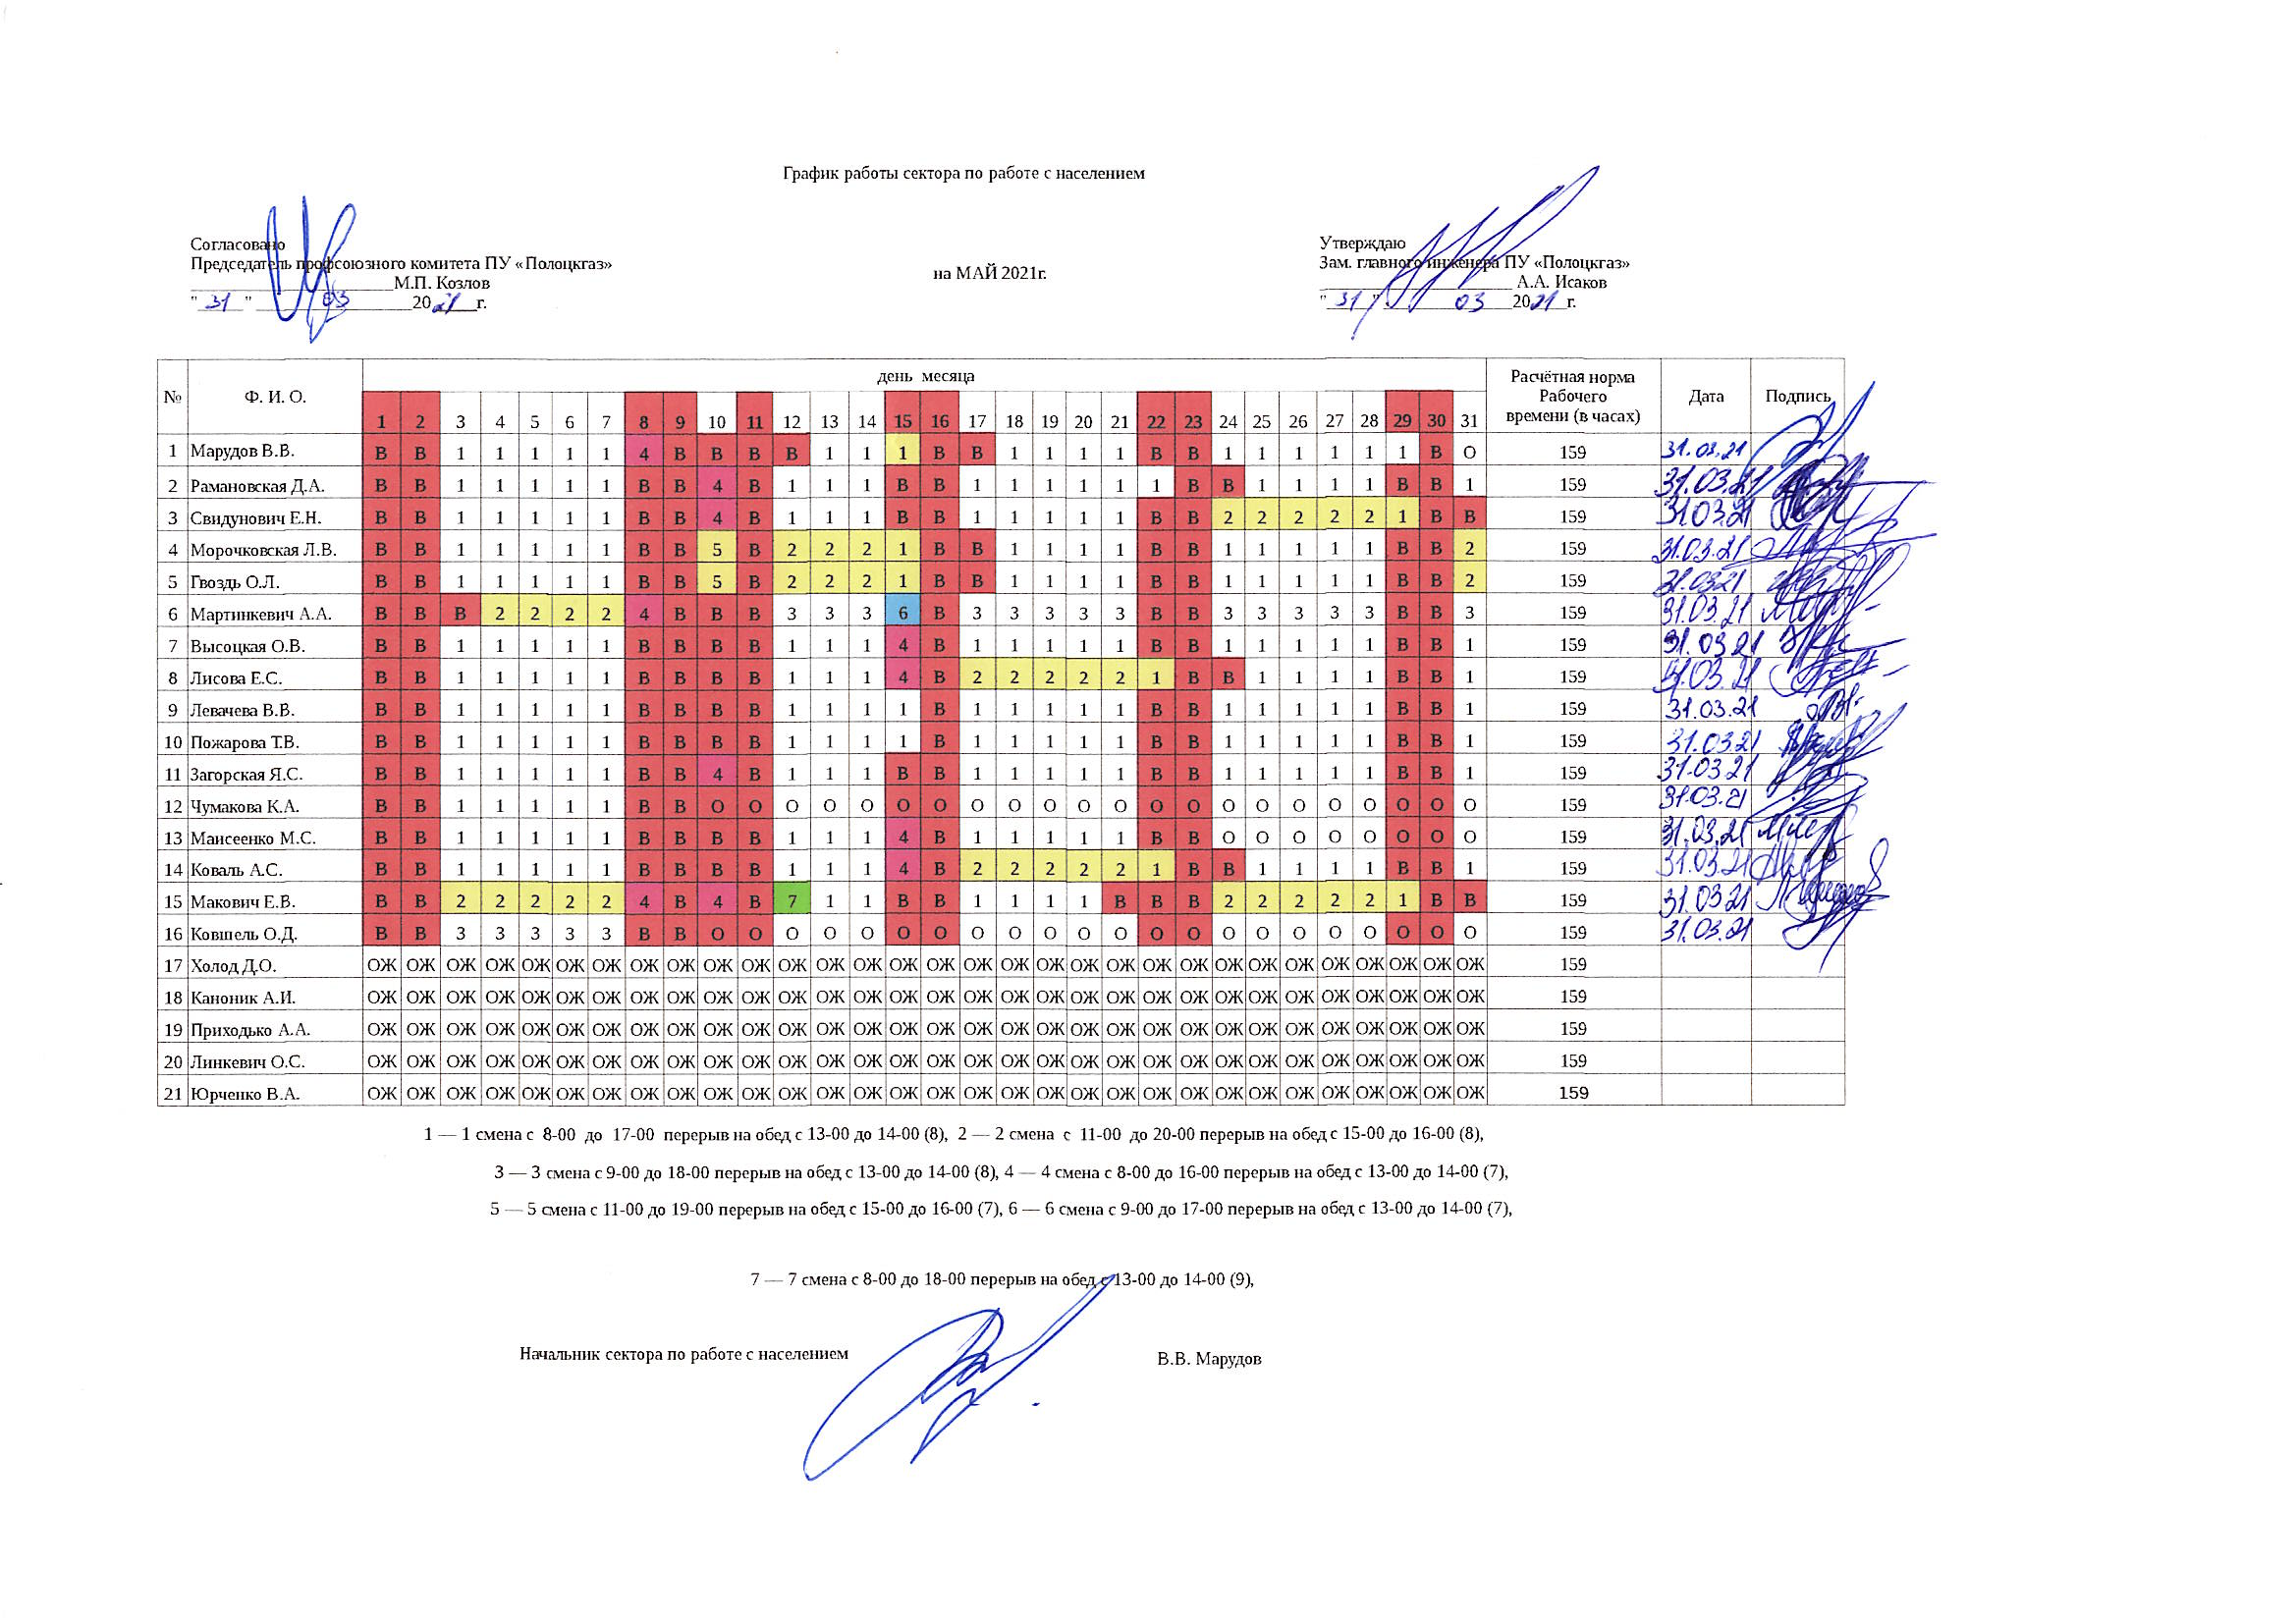 График работы сектора по работе с населением
Согласовано
Председатель профсоюзного комитета ПУ «Полоцкгаз»
М.П. Козлов
" 31 " 03 2021 г.
на МАЙ 2021г.
Утверждаю
Зам. главного инженера ПУ «Полоцкгаз»
А.А. Исаков
" 31 " 03 2021 г.
№ Ф. И. О. день месяца Расчётная норма Рабочего времени (в часах) Дата Подпись
1 2 3 4 5 6 7 8 9 10 11 12 13 14 15 16 17 18 19 20 21 22 23 24 25 26 27 28 29 30 31
1 Марудов В.В. В В 1 1 1 1 1 4 В В В В 1 1 1 В В 1 1 1 1 В В 1 1 1 1 1 1 В О 159 31.03.21
2 Рамановская Д.А. В В 1 1 1 1 1 В В 4 В 1 1 1 В В 1 1 1 1 1 1 В В 1 1 1 1 В В 1 159 31.03.21
3 Свидунович Е.Н. В В 1 1 1 1 1 В В 4 В 1 1 1 В В 1 1 1 1 1 В В 2 2 2 2 2 1 В В 159 31.03.21
4 Морочковская Л.В. В В 1 1 1 1 1 В В 5 В 2 2 2 1 В В 1 1 1 1 В В 1 1 1 1 1 В В 2 159 31.03.21
5 Гвоздь О.Л. В В 1 1 1 1 1 В В 5 В 2 2 2 1 В В 1 1 1 1 В В 1 1 1 1 1 В В 2 159 31.03.21
6 Мартинкевич А.А. В В В 2 2 2 2 4 В В В 3 3 3 6 В 3 3 3 3 3 В В 3 3 3 3 3 В В 3 159 31.03.21
7 Высоцкая О.В. В В 1 1 1 1 1 В В В В 1 1 1 4 В 1 1 1 1 1 В В 1 1 1 1 1 В В 1 159 31.03.21
8 Лисова Е.С. В В 1 1 1 1 1 В В В В 1 1 1 4 В 2 2 2 2 2 1 В В 1 1 1 1 В В 1 159 31.03.21
9 Левачева В.В. В В 1 1 1 1 1 В В В В 1 1 1 1 В 1 1 1 1 1 В В 1 1 1 1 1 В В 1 159 31.03.21
10 Пожарова Т.В. В В 1 1 1 1 1 В В В В 1 1 1 1 В 1 1 1 1 1 В В 1 1 1 1 1 В В 1 159 31.03.21
11 Загорская Я.С. В В 1 1 1 1 1 В В 4 В 1 1 1 В В 1 1 1 1 1 В В 1 1 1 1 1 В В 1 159 31.03.21
12 Чумакова К.А. В В 1 1 1 1 1 В В О О О О О О О О О О О О О О О О О О О О О О 159 31.03.21
13 Маисеенко М.С. В В 1 1 1 1 1 В В В В 1 1 1 4 В 1 1 1 1 1 В В О О О О О О О О 159 31.03.21
14 Коваль А.С. В В 1 1 1 1 1 В В В В 1 1 1 4 В 2 2 2 2 2 1 В В 1 1 1 1 В В 1 159 31.03.21
15 Макович Е.В. В В 2 2 2 2 2 4 В 4 В 7 1 1 В В 1 1 1 1 В В В 2 2 2 2 2 1 В В 159 31.03.21
16 Ковшель О.Д. В В 3 3 3 3 3 В В О О О О О О О О О О О О О О О О О О О О О О 159 31.03.21
17 Холод Д.О. ОЖ ОЖ ОЖ ОЖ ОЖ ОЖ ОЖ ОЖ ОЖ ОЖ ОЖ ОЖ ОЖ ОЖ ОЖ ОЖ ОЖ ОЖ ОЖ ОЖ ОЖ ОЖ ОЖ ОЖ ОЖ ОЖ ОЖ ОЖ ОЖ ОЖ ОЖ 159
18 Каноник А.И. ОЖ ОЖ ОЖ ОЖ ОЖ ОЖ ОЖ ОЖ ОЖ ОЖ ОЖ ОЖ ОЖ ОЖ ОЖ ОЖ ОЖ ОЖ ОЖ ОЖ ОЖ ОЖ ОЖ ОЖ ОЖ ОЖ ОЖ ОЖ ОЖ ОЖ ОЖ 159
19 Приходько А.А. ОЖ ОЖ ОЖ ОЖ ОЖ ОЖ ОЖ ОЖ ОЖ ОЖ ОЖ ОЖ ОЖ ОЖ ОЖ ОЖ ОЖ ОЖ ОЖ ОЖ ОЖ ОЖ ОЖ ОЖ ОЖ ОЖ ОЖ ОЖ ОЖ ОЖ ОЖ 159
20 Линкевич О.С. ОЖ ОЖ ОЖ ОЖ ОЖ ОЖ ОЖ ОЖ ОЖ ОЖ ОЖ ОЖ ОЖ ОЖ ОЖ ОЖ ОЖ ОЖ ОЖ ОЖ ОЖ ОЖ ОЖ ОЖ ОЖ ОЖ ОЖ ОЖ ОЖ ОЖ ОЖ 159
21 Юрченко В.А. ОЖ ОЖ ОЖ ОЖ ОЖ ОЖ ОЖ ОЖ ОЖ ОЖ ОЖ ОЖ ОЖ ОЖ ОЖ ОЖ ОЖ ОЖ ОЖ ОЖ ОЖ ОЖ ОЖ ОЖ ОЖ ОЖ ОЖ ОЖ ОЖ ОЖ ОЖ 159
1 — 1 смена с 8-00 до 17-00 перерыв на обед с 13-00 до 14-00 (8), 2 — 2 смена с 11-00 до 20-00 перерыв на обед с 15-00 до 16-00 (8),
3 — 3 смена с 9-00 до 18-00 перерыв на обед с 13-00 до 14-00 (8), 4 — 4 смена с 8-00 до 16-00 перерыв на обед с 13-00 до 14-00 (7),
5 — 5 смена с 11-00 до 19-00 перерыв на обед с 15-00 до 16-00 (7), 6 — 6 смена с 9-00 до 17-00 перерыв на обед с 13-00 до 14-00 (7),
7 — 7 смена с 8-00 до 18-00 перерыв на обед с 13-00 до 14-00 (9),
Начальник сектора по работе с населением
В.В. Марудов